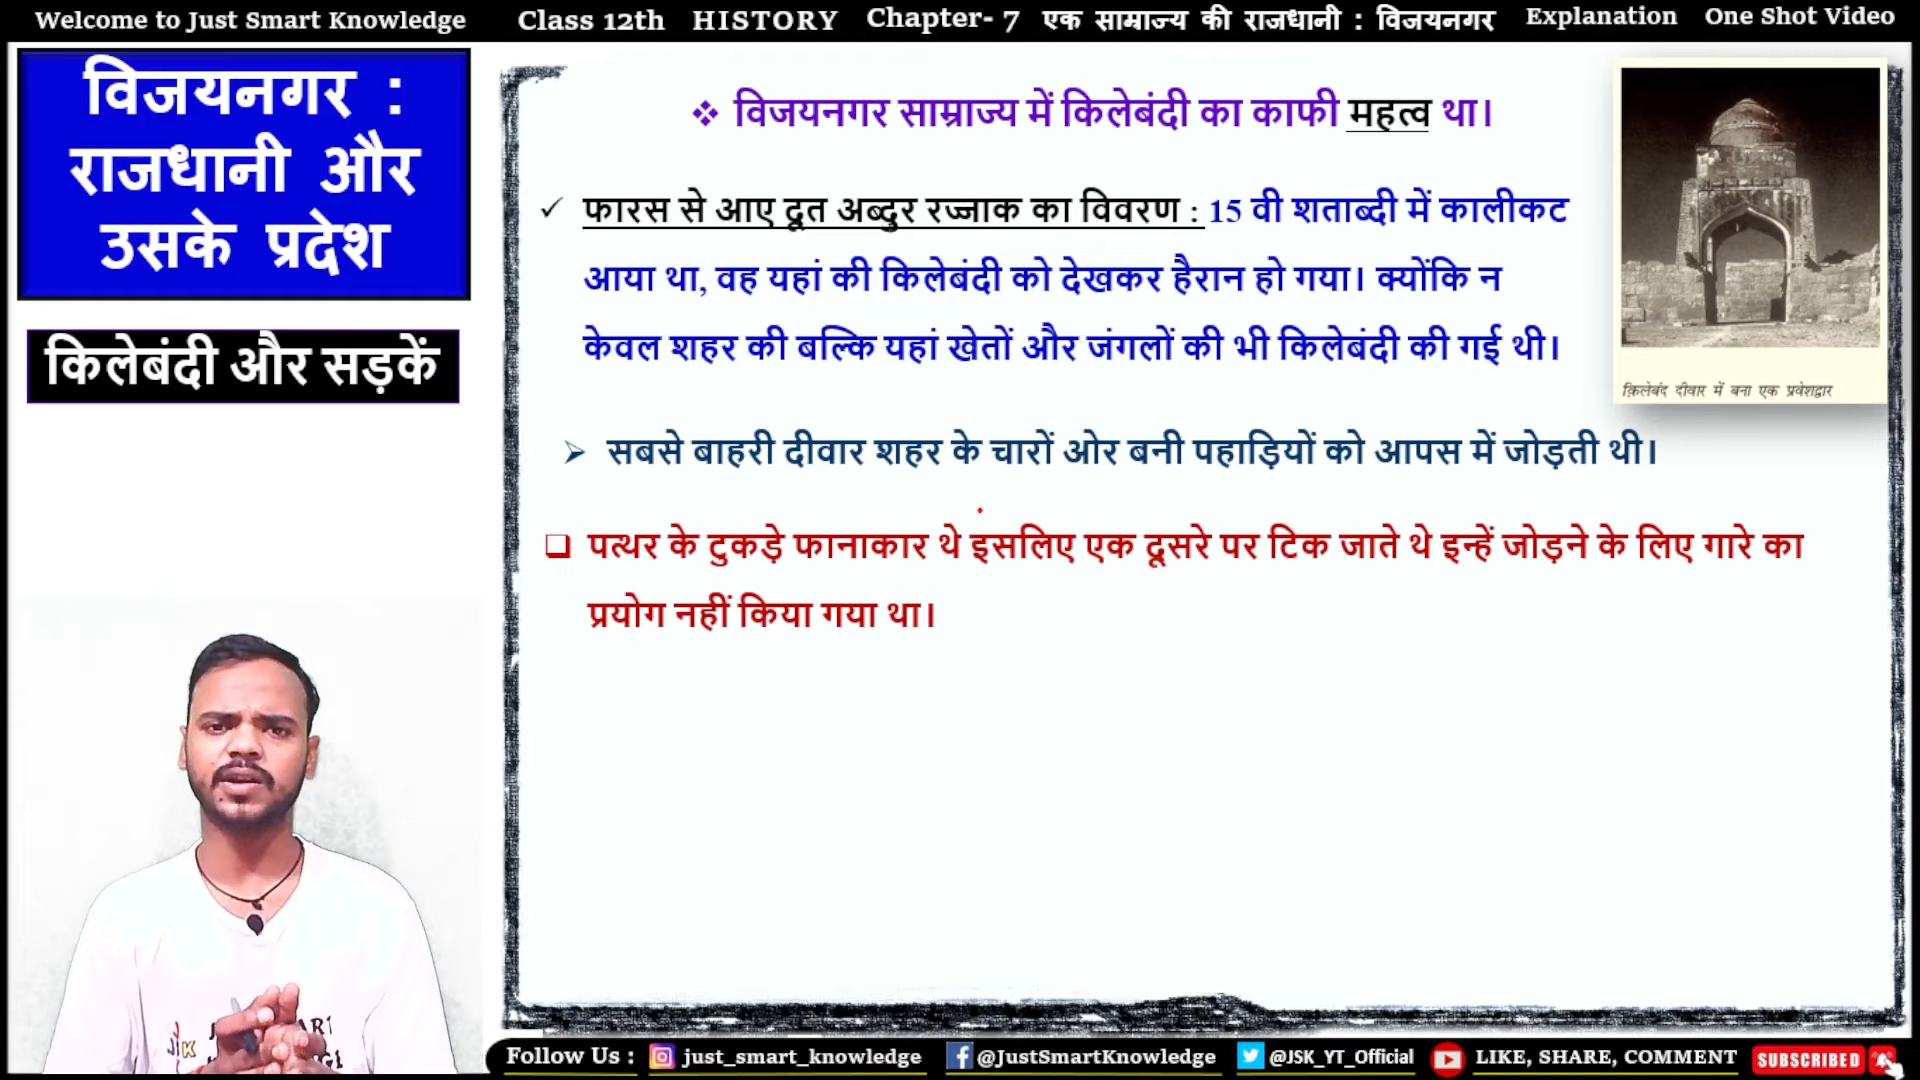 Welcome to Just Smart Knowledge Class 12th HISTORY Chapter- 7 एक साम्राज्य की राजधानी : विजयनगर Explanation One Shot Video
विजयनगर :
राजधानी और
उसके प्रदेश
किलेबंदी और सड़कें
❖ विजयनगर साम्राज्य में किलेबंदी का काफी महत्व था।
✓ फारस से आए दूत अब्दुर रज्जाक का विवरण : 15 वी शताब्दी में कालीकट
आया था, वह यहां की किलेबंदी को देखकर हैरान हो गया। क्योंकि न
केवल शहर की बल्कि यहां खेतों और जंगलों की भी किलेबंदी की गई थी।
क़िलेबंद दीवार में बना एक प्रवेशद्वार
➢ सबसे बाहरी दीवार शहर के चारों ओर बनी पहाड़ियों को आपस में जोड़ती थी।
❑ पत्थर के टुकड़े फानाकार थे इसलिए एक दूसरे पर टिक जाते थे इन्हें जोड़ने के लिए गारे का
प्रयोग नहीं किया गया था।
Follow Us : just_smart_knowledge @JustSmartKnowledge @JSK_YT_Official LIKE, SHARE, COMMENT SUBSCRIBED